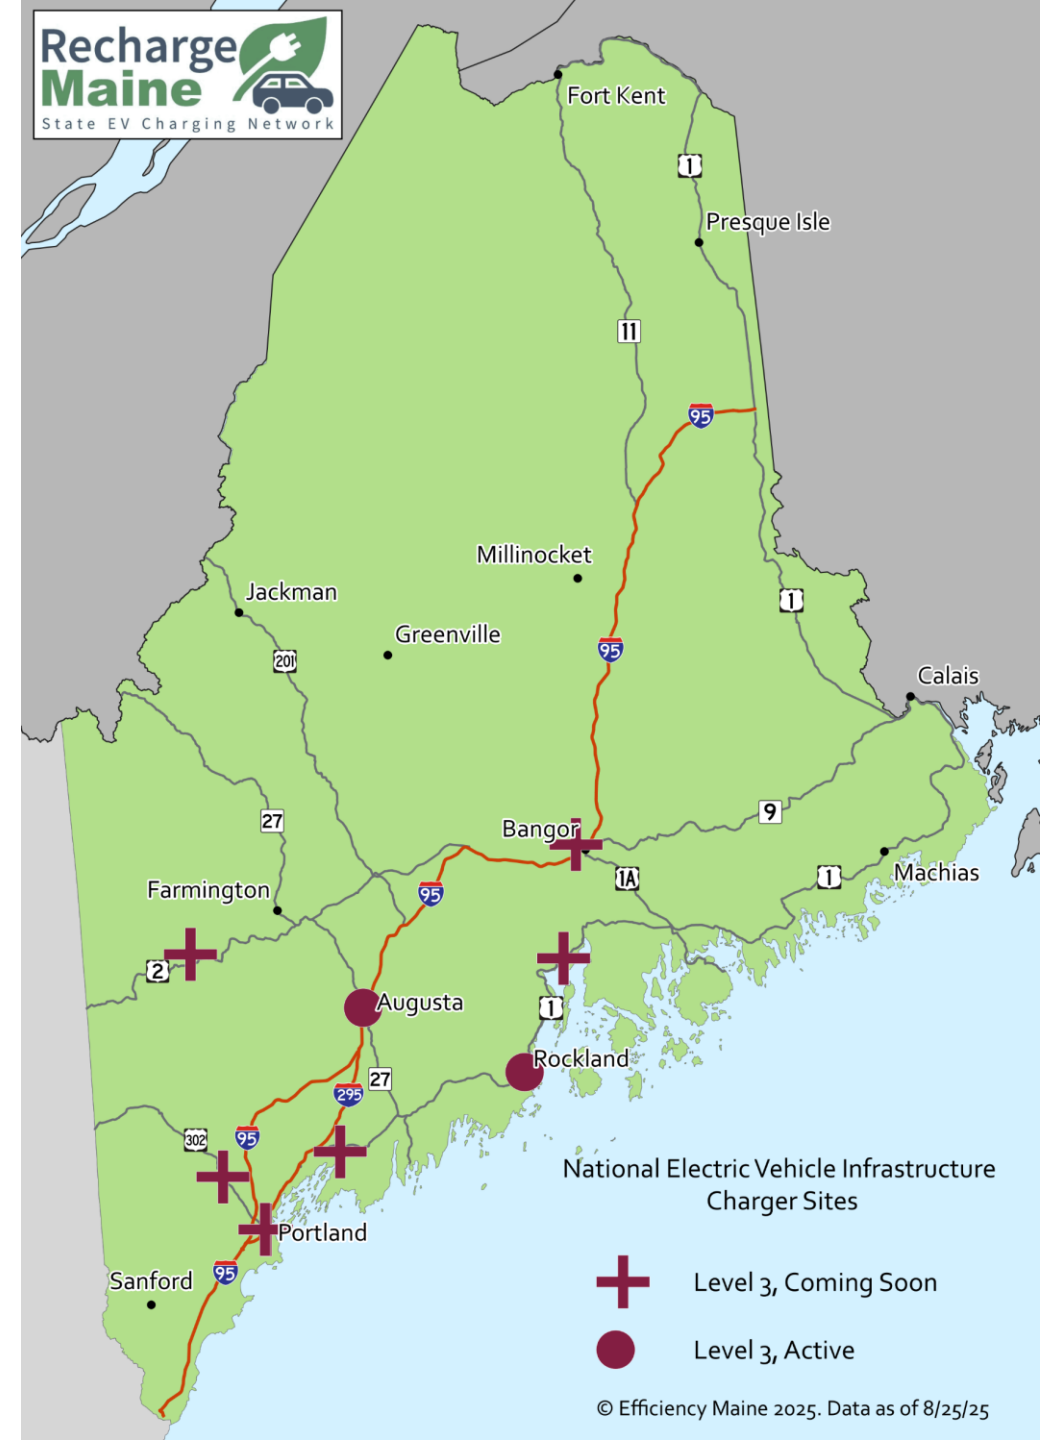 Recharge
Maine
State EV Charging Network
Fort Kent
1
Presque Isle
11
95
Millinocket
Jackman
1
Greenville
95
201
Calais
27
9
Bangor
1A
1
Machias
95
Farmington
2
Augusta
1
Rockland
27
295
302
95
National Electric Vehicle Infrastructure
Charger Sites
Portland
95
Sanford
Level 3, Coming Soon
Level 3, Active
© Efficiency Maine 2025. Data as of 8/25/25